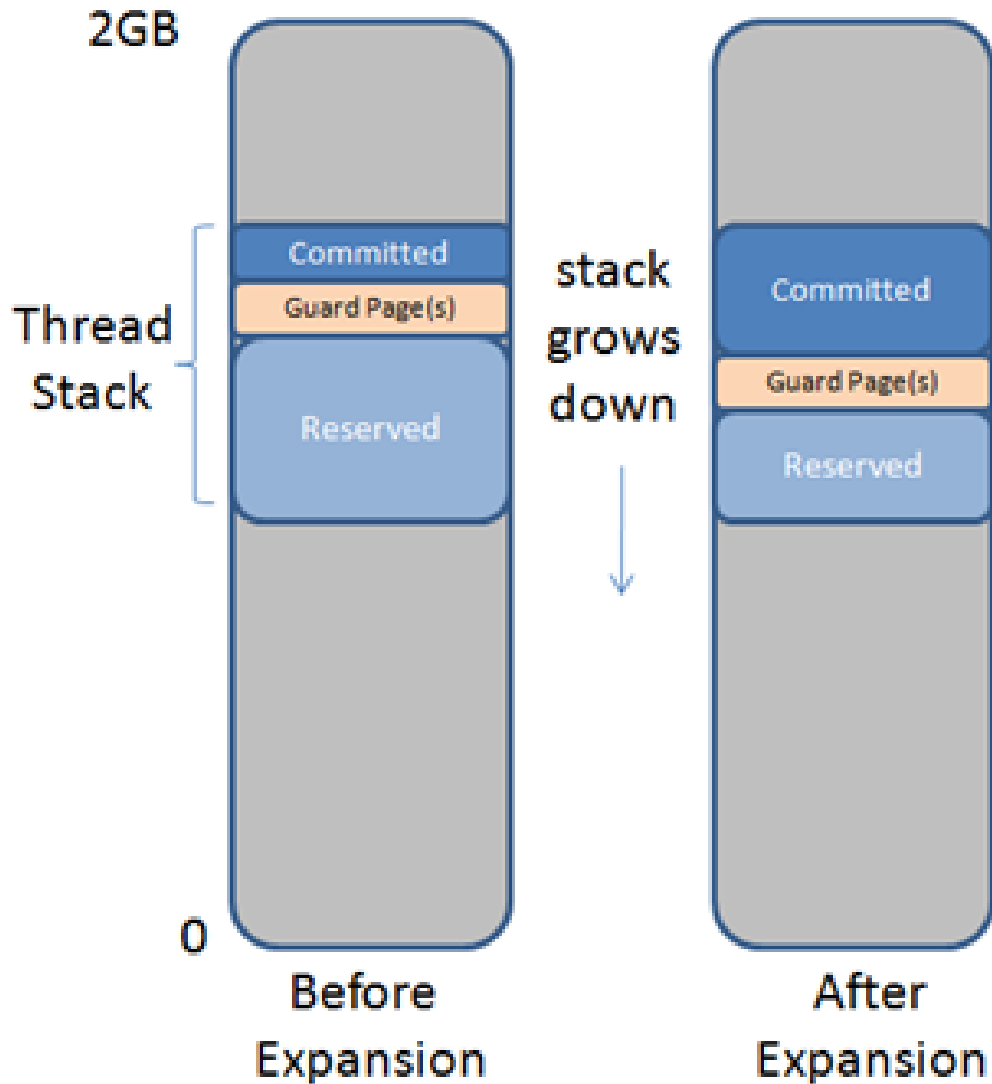 2GB
Committed
Guard Page(s)
Reserved
Thread
Stack
stack
grows
down
Committed
Guard Page(s)
Reserved
0
Before
Expansion
After
Expansion